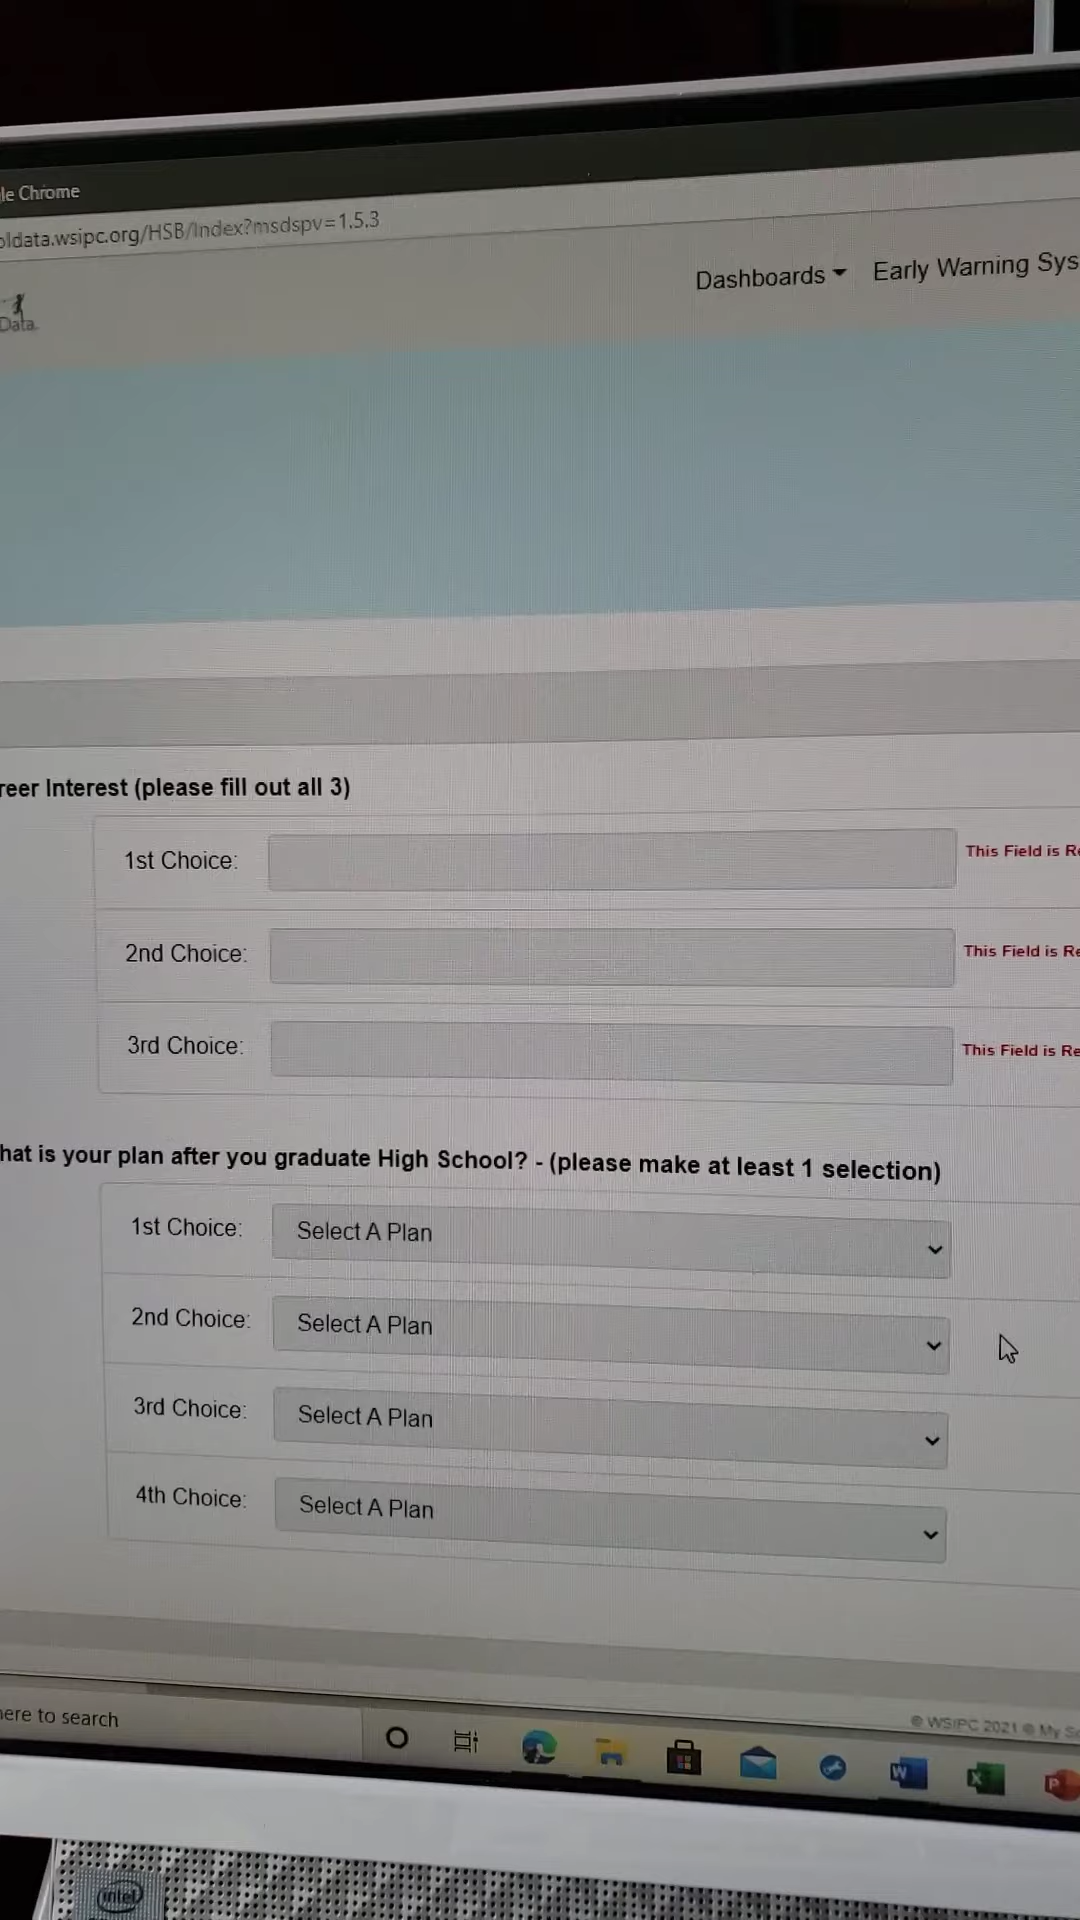 le Chrome
oldata.wsipc.org/HSB/Index?msdspv=1.5.3
Data
Dashboards Early Warning Sys
reer Interest (please fill out all 3)
1st Choice: This Field is Re
2nd Choice: This Field is Re
3rd Choice: This Field is Re
hat is your plan after you graduate High School? - (please make at least 1 selection)
1st Choice: Select A Plan
2nd Choice: Select A Plan
3rd Choice: Select A Plan
4th Choice: Select A Plan
© WSIPC 2021 © My Sc
ere to search
W
X
P
intel